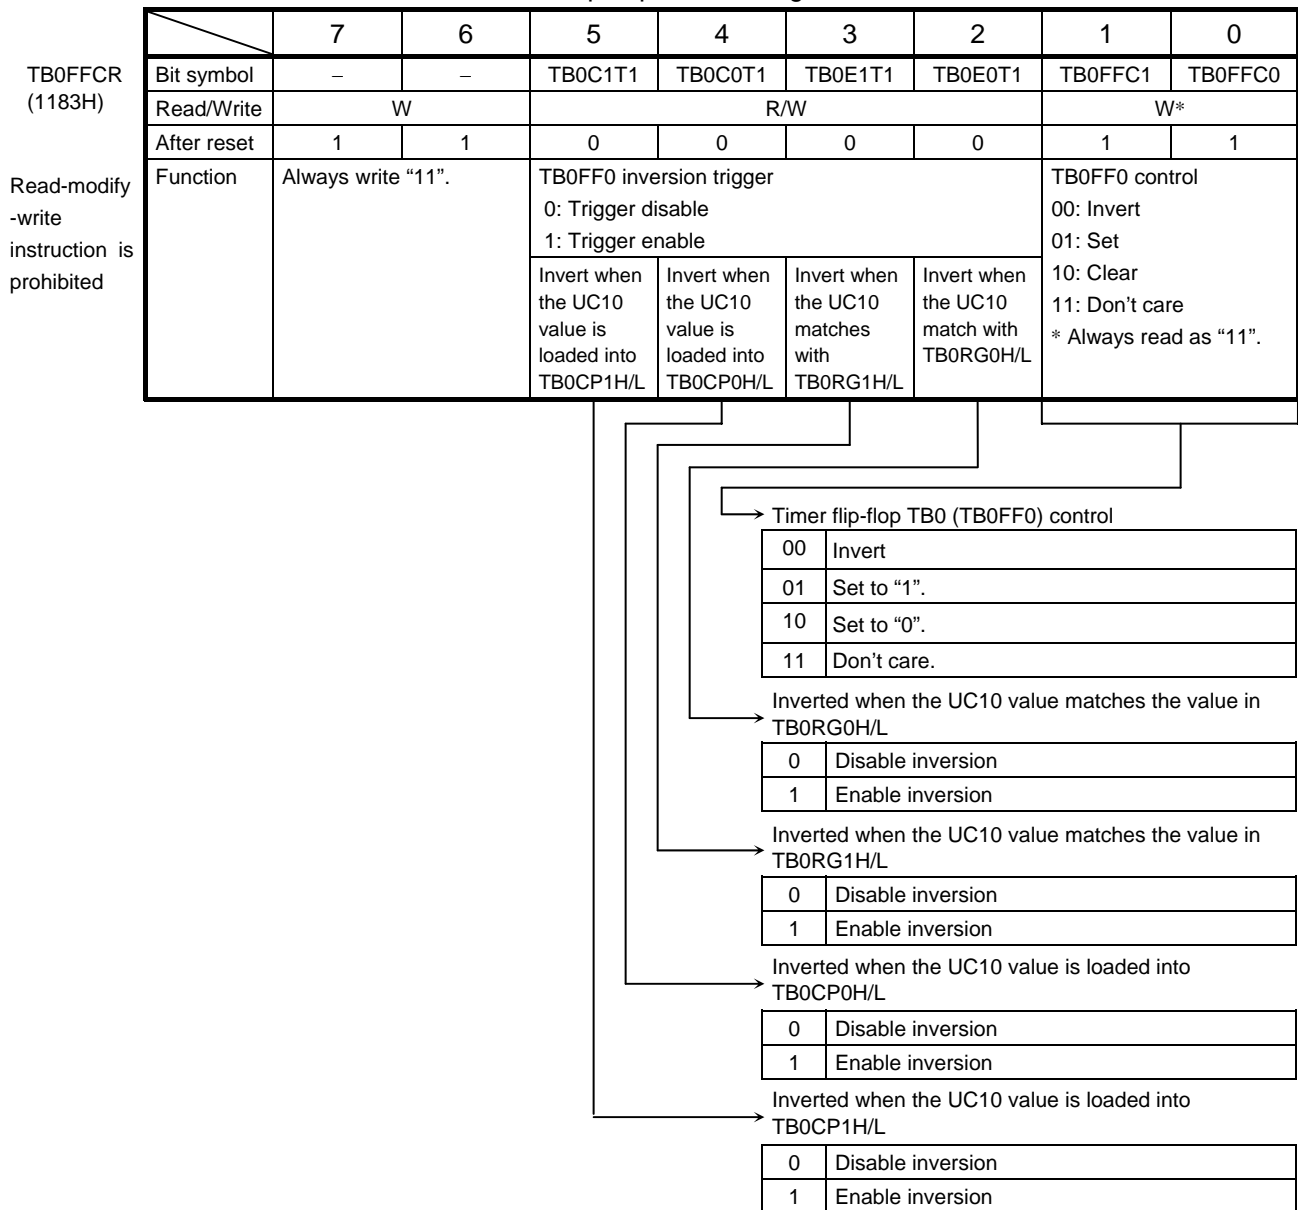 7 6 5 4 3 2 1 0
TB0FFCR
(1183H)
Bit symbol – – TB0C1T1 TB0C0T1 TB0E1T1 TB0E0T1 TB0FFC1 TB0FFC0
Read/Write W R/W W*
After reset 1 1 0 0 0 0 1 1
Read-modify
-write
instruction is
prohibited
Function
Always write “11”.
TB0FF0 inversion trigger
0: Trigger disable
1: Trigger enable
Invert when
the UC10
value is
loaded into
TB0CP1H/L
Invert when
the UC10
value is
loaded into
TB0CP0H/L
Invert when
the UC10
matches
with
TB0RG1H/L
Invert when
the UC10
match with
TB0RG0H/L
TB0FF0 control
00: Invert
01: Set
10: Clear
11: Don’t care
* Always read as “11”.
Timer flip-flop TB0 (TB0FF0) control
00 Invert
01 Set to “1”.
10 Set to “0”.
11 Don’t care.
Inverted when the UC10 value matches the value in
TB0RG0H/L
0 Disable inversion
1 Enable inversion
Inverted when the UC10 value matches the value in
TB0RG1H/L
0 Disable inversion
1 Enable inversion
Inverted when the UC10 value is loaded into
TB0CP0H/L
0 Disable inversion
1 Enable inversion
Inverted when the UC10 value is loaded into
TB0CP1H/L
0 Disable inversion
1 Enable inversion